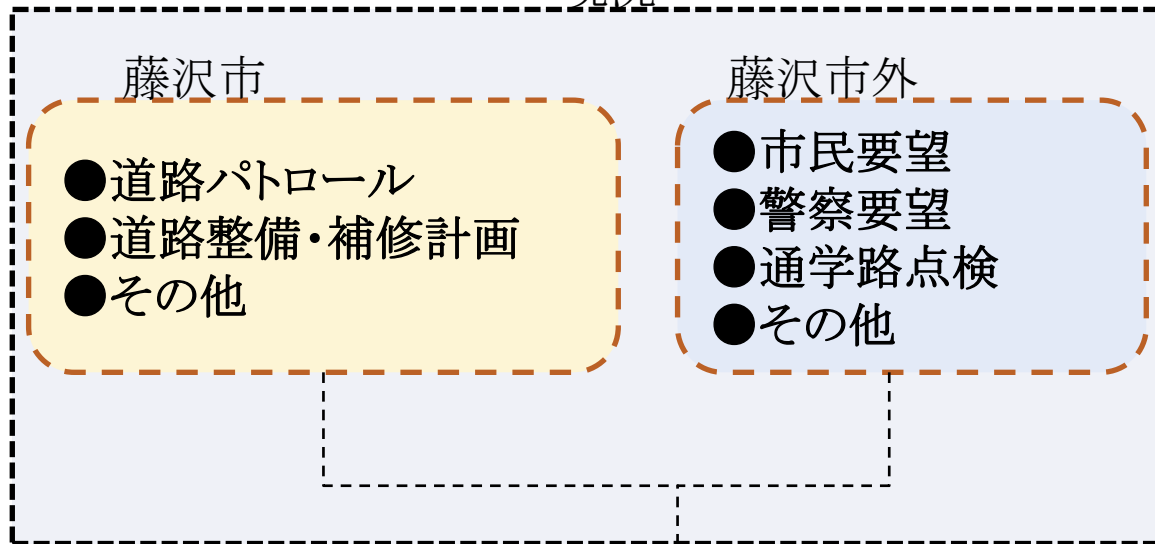 藤沢市
藤沢市外
●道路パトロール
●道路整備・補修計画
●その他
●市民要望
●警察要望
●通学路点検
●その他